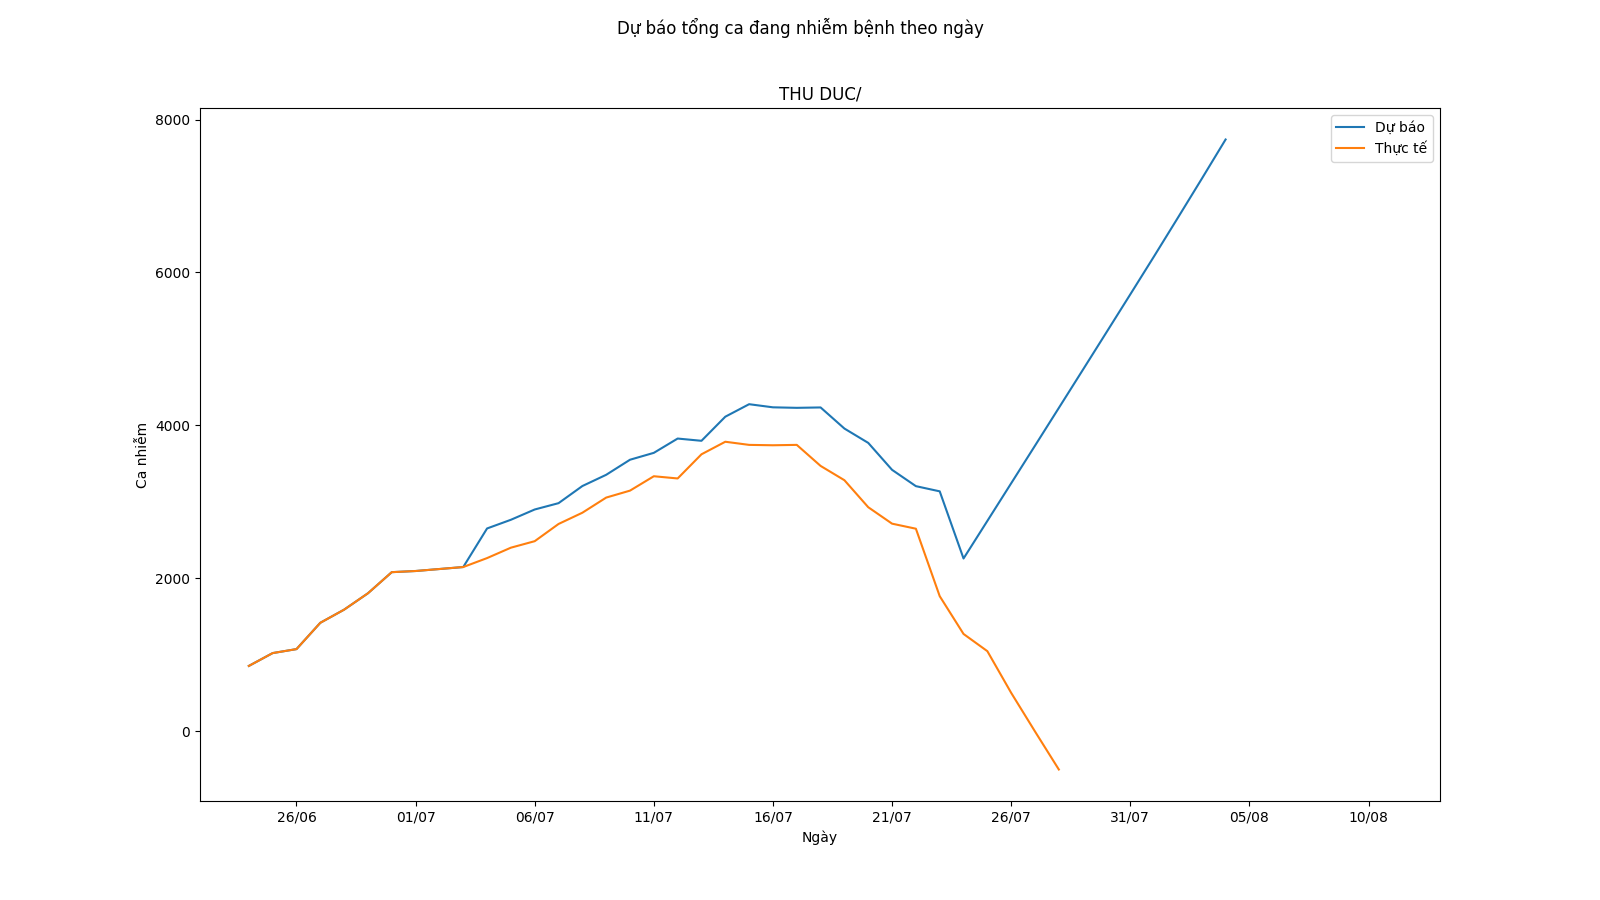 Dự báo tổng ca đang nhiễm bệnh theo ngày
THU DUC/
Dự báo
Thực tế
Ca nhiễm
8000
6000
4000
2000
0
26/06
01/07
06/07
11/07
16/07
21/07
26/07
31/07
05/08
10/08
Ngày